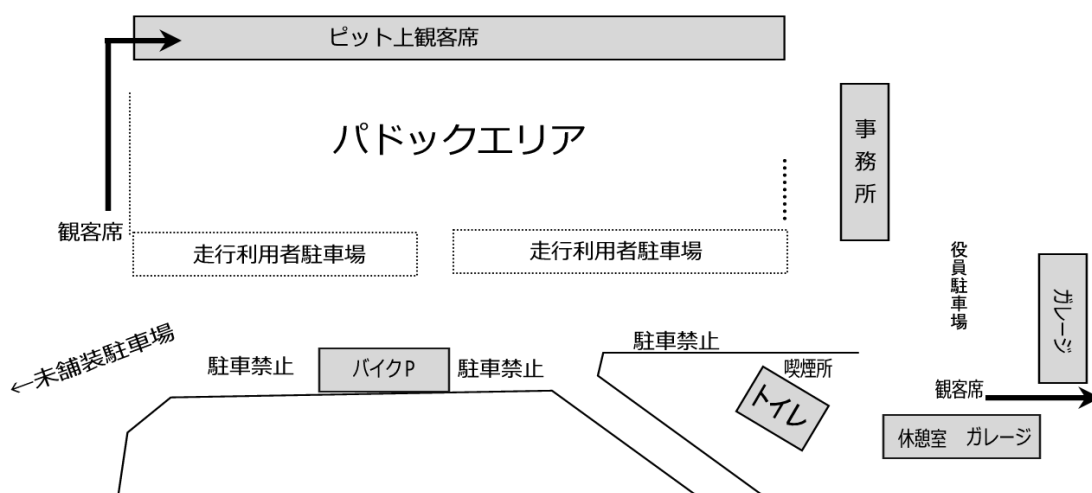 ピット上観客席
パドックエリア
事務所
観客席
走行利用者駐車場
走行利用者駐車場
役員駐車場
ガレージ
←未舗装駐車場
駐車禁止
バイクP
駐車禁止
駐車禁止
喫煙所
トイレ
観客席
休憩室 ガレージ